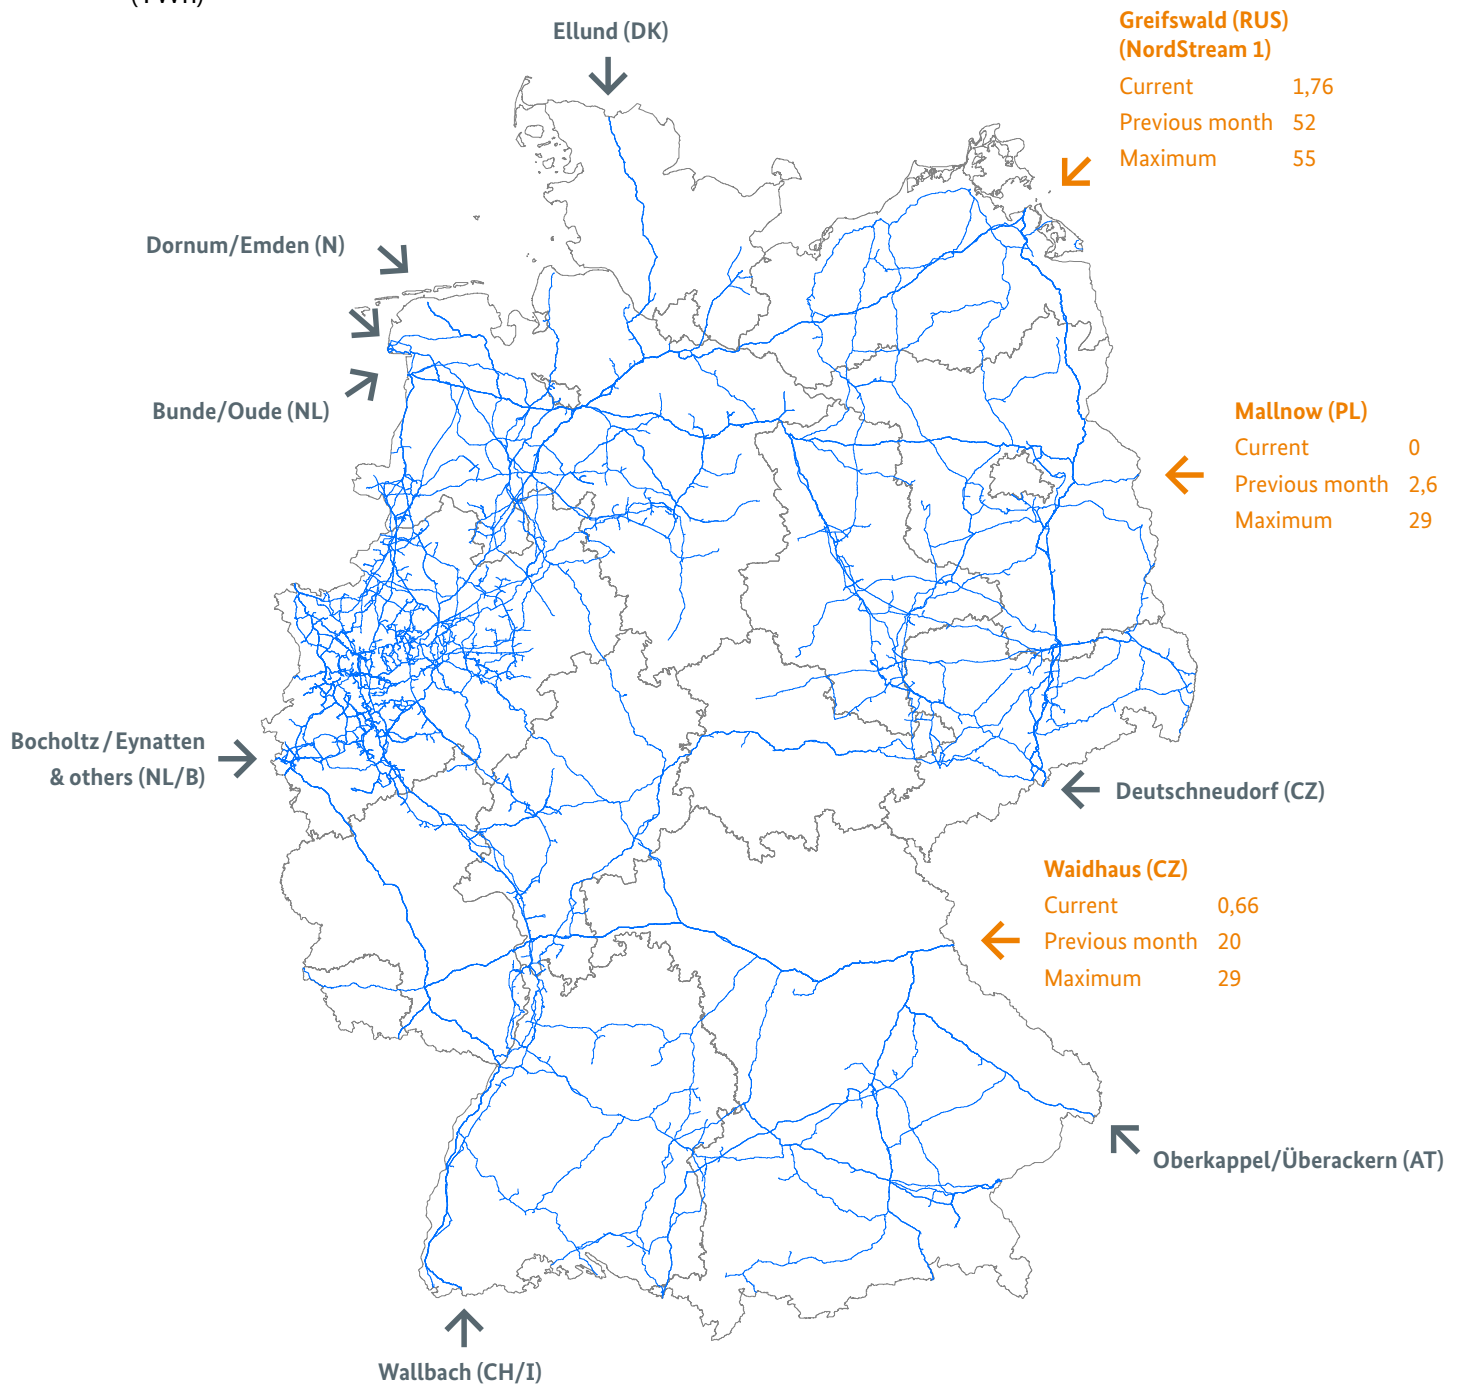 Ellund (DK)
Greifswald (RUS)
(NordStream 1)
Current 1,76
Previous month 52
Maximum 55
Dornum/Emden (N)
Bunde/Oude (NL)
Mallnow (PL)
Current 0
Previous month 2,6
Maximum 29
Bocholtz / Eynatten
& others (NL/B)
Deutschneudorf (CZ)
Waidhaus (CZ)
Current 0,66
Previous month 20
Maximum 29
Oberkappel/Überackern (AT)
Wallbach (CH/I)